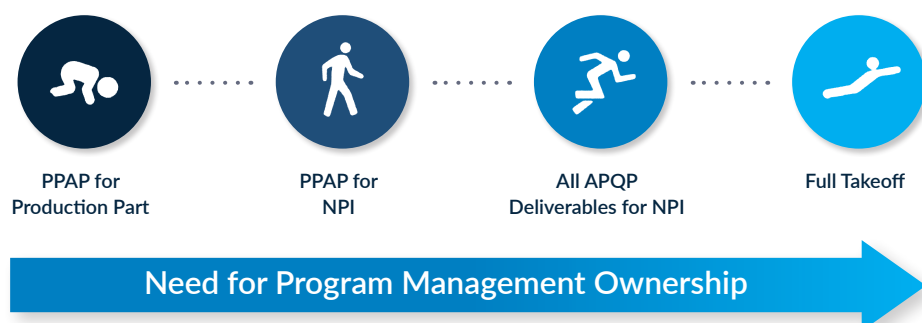 PPAP for
Production Part
PPAP for
NPI
All APQP
Deliverables for NPI
Full Takeoff
Need for Program Management Ownership